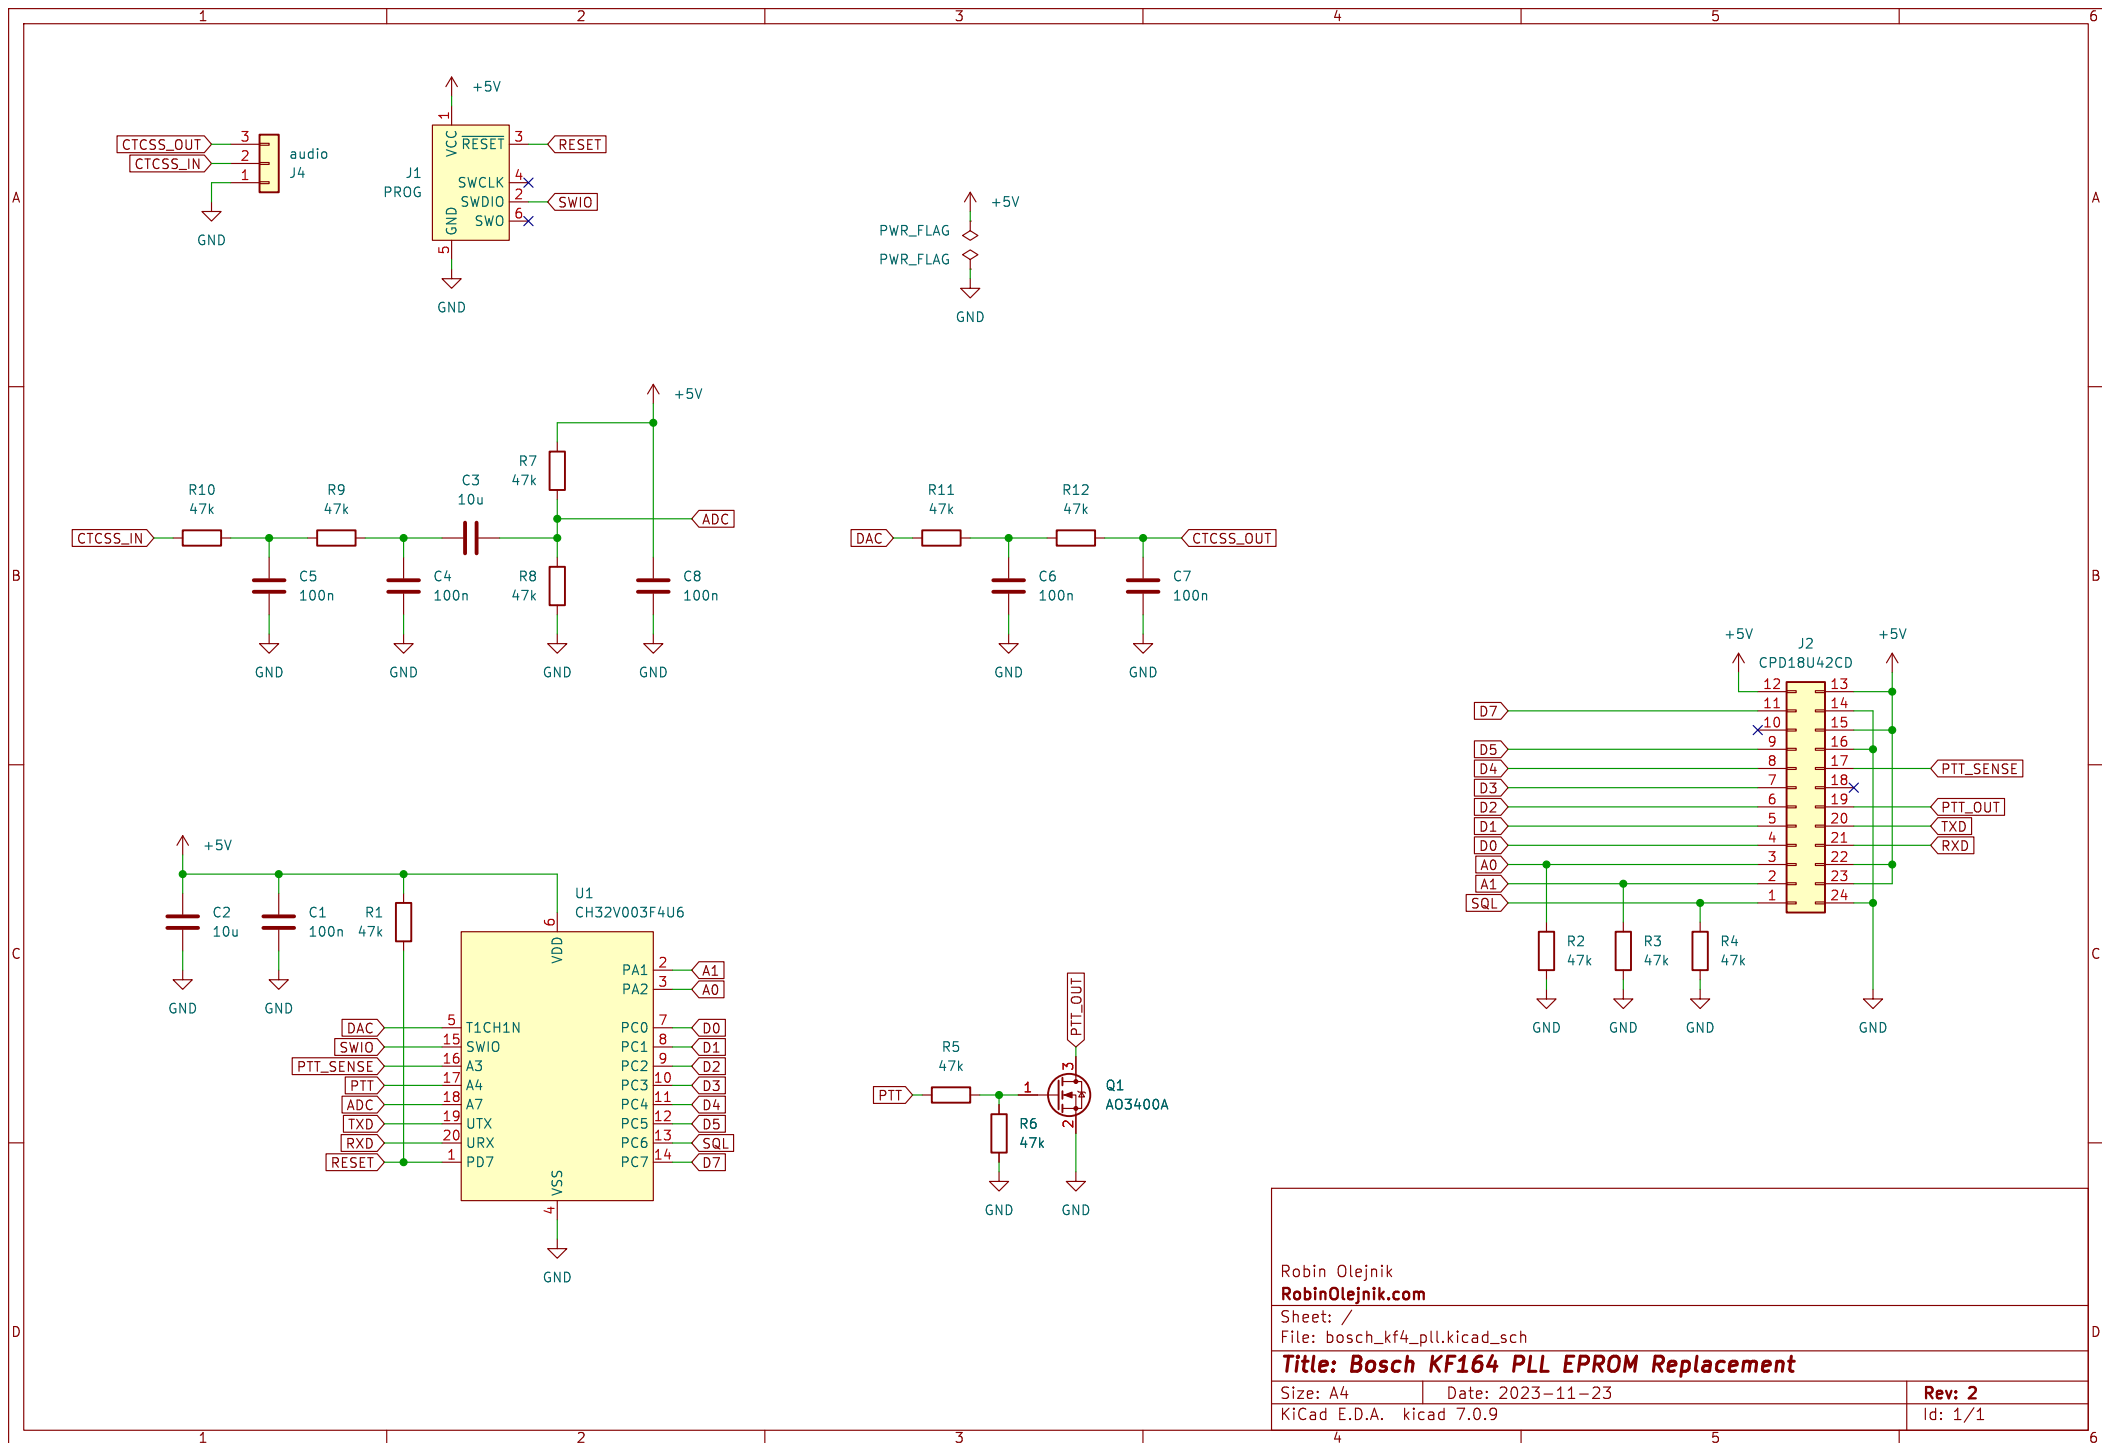 1 2 3 4 5 6
A A
B B
C C
D D
+5V
1
VCC
RESET 3 RESET
SWCLK 4
SWDIO 2 SWIO
SWO 6
GND
5
J1
PROG
GND
CTCSS_OUT 3
CTCSS_IN 2
1
audio
J4
GND
+5V
PWR_FLAG
PWR_FLAG
GND
+5V
R7
47k
C3
10u
R10
47k
R9
47k
ADC
CTCSS_IN
C5
100n
C4
100n
R8
47k
C8
100n
GND
GND
GND
GND
R11
47k
R12
47k
DAC
CTCSS_OUT
C6
100n
C7
100n
GND
GND
+5V
J2
CPD18U42CD
+5V
12 13
D7 11 14
10 15
D5 9 16
D4 8 17 PTT_SENSE
D3 7 18
D2 6 19 PTT_OUT
D1 5 20 TXD
D0 4 21 RXD
A0 3 22
A1 2 23
SQL 1 24
R2
47k
R3
47k
R4
47k
GND
GND
GND
GND
+5V
C2
10u
C1
100n
R1
47k
GND
GND
U1
CH32V003F4U6
6
VDD
PA1 2 A1
PA2 3 A0
DAC 5 T1CH1N PC0 7 D0
SWIO 15 SWIO PC1 8 D1
PTT_SENSE 16 A3 PC2 9 D2
PTT 17 A4 PC3 10 D3
ADC 18 A7 PC4 11 D4
TXD 19 UTX PC5 12 D5
RXD 20 URX PC6 13 SQL
RESET 1 PD7 PC7 14 D7
VSS
4
GND
PTT_OUT
R5
47k
PTT
1
3
2
Q1
AO3400A
R6
47k
GND
GND
Robin Olejnik
RobinOlejnik.com
Sheet: /
File: bosch_kf4_pll.kicad_sch
Title: Bosch KF164 PLL EPROM Replacement
Size: A4 Date: 2023-11-23 Rev: 2
KiCad E.D.A. kicad 7.0.9 Id: 1/1
1 2 3 4 5 6